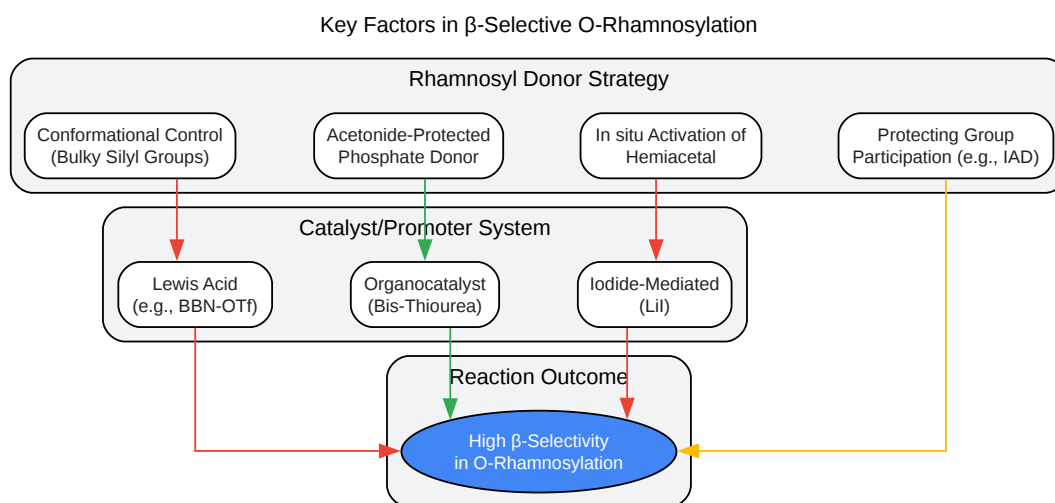 Key Factors in β-Selective O-Rhamnosylation
Rhamnosyl Donor Strategy
Conformational Control
(Bulky Silyl Groups)
Acetonide-Protected
Phosphate Donor
In situ Activation of
Hemiacetal
Protecting Group
Participation (e.g., IAD)
Catalyst/Promoter System
Lewis Acid
(e.g., BBN-OTf)
Organocatalyst
(Bis-Thiourea)
Iodide-Mediated
(LiI)
Reaction Outcome
High β-Selectivity
in O-Rhamnosylation